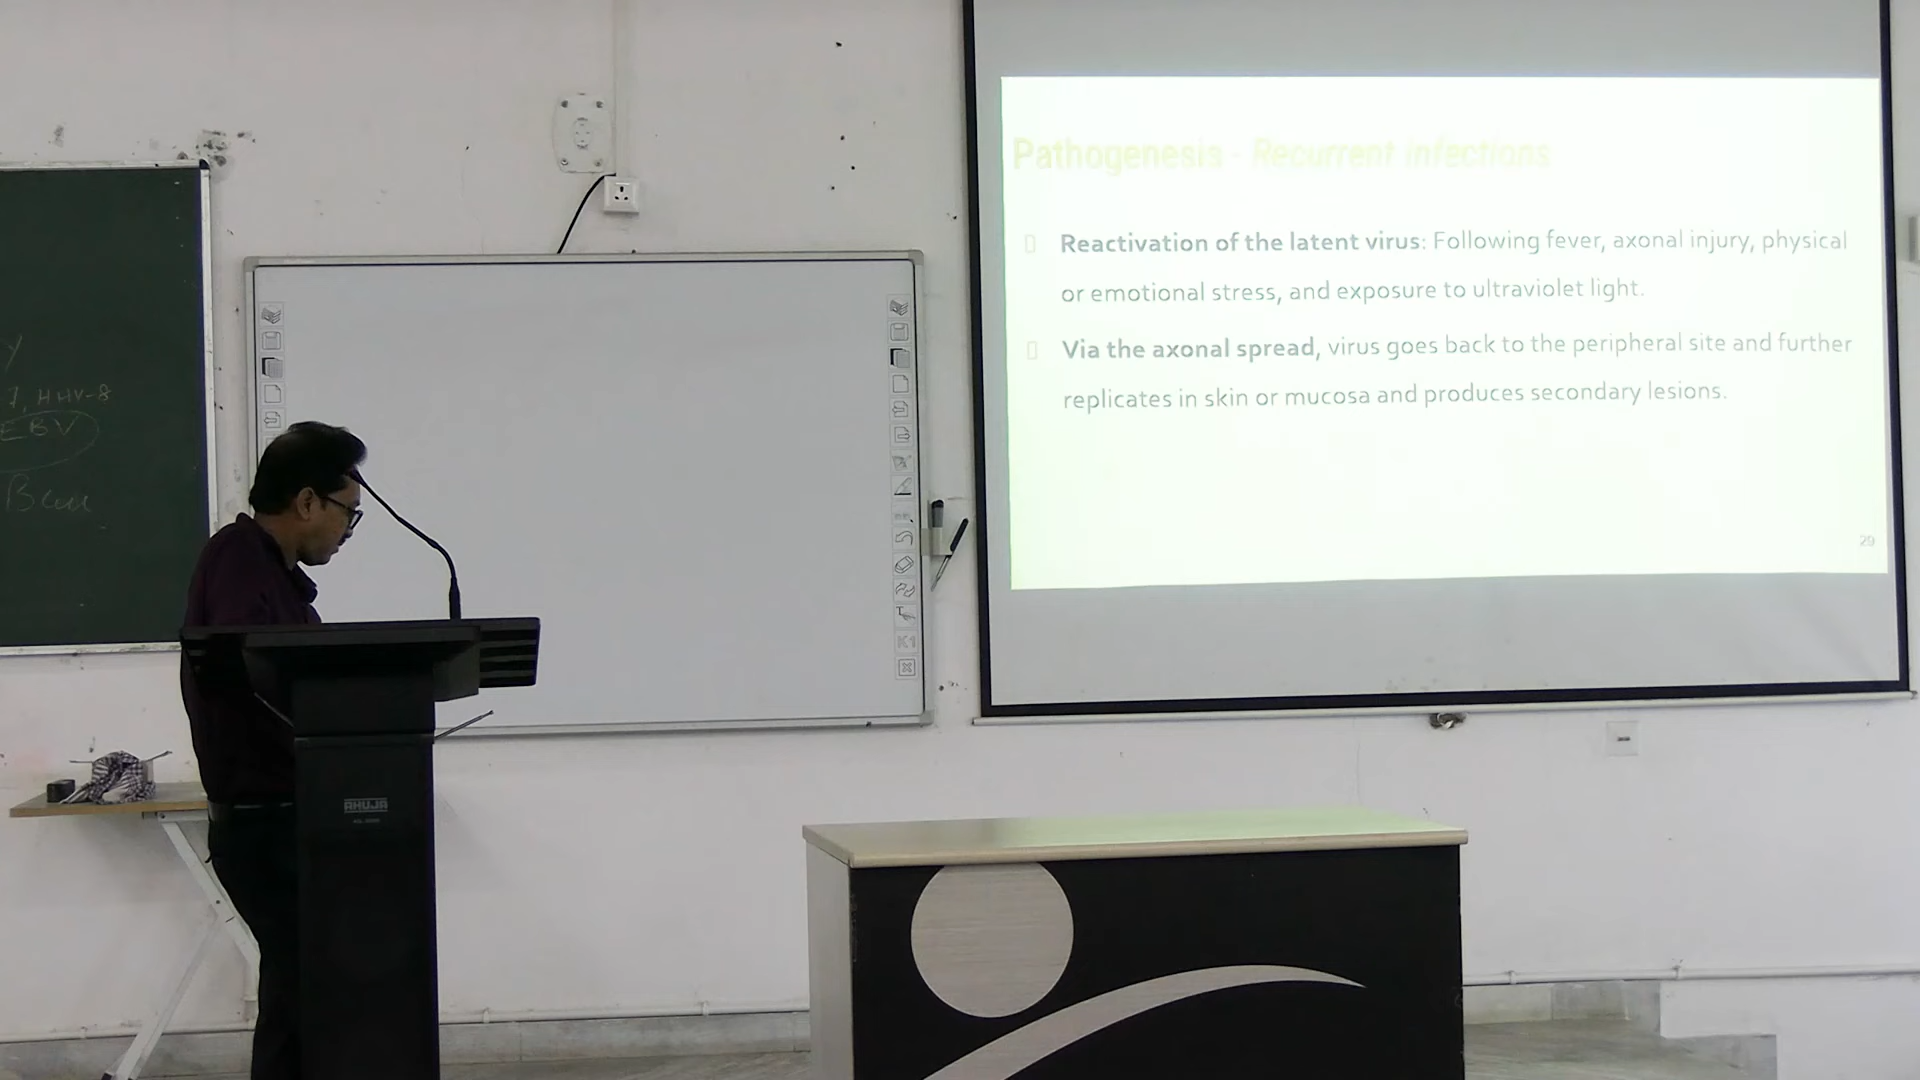 Y
7, HHV-8
EBV
Pathogenesis - Recurrent infections
Reactivation of the latent virus: Following fever, axonal injury, physical
or emotional stress, and exposure to ultraviolet light.
Via the axonal spread, virus goes back to the peripheral site and further
replicates in skin or mucosa and produces secondary lesions.
29
K1
AHUJA